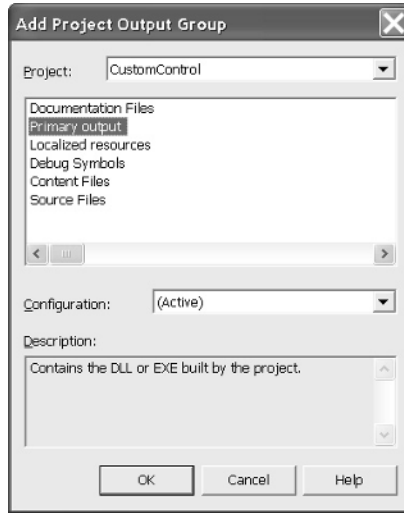 Add Project Output Group
Project: CustomControl
Documentation Files
Primary output
Localized resources
Debug Symbols
Content Files
Source Files
Configuration: (Active)
Description:
Contains the DLL or EXE built by the project.
OK Cancel Help